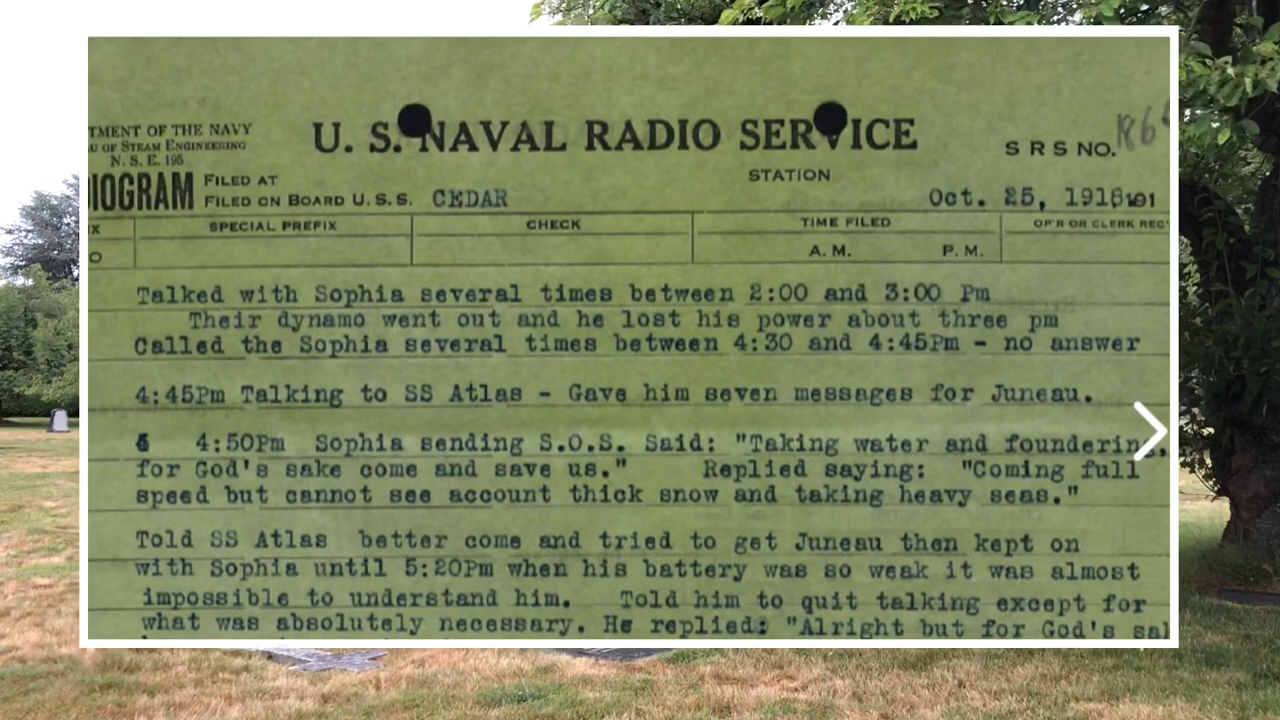 TMENT OF THE NAVY
U OF STEAM ENGINEERING
N. S. E. 195
U. S. NAVAL RADIO SERVICE
S R S NO.
IOGRAM
FILED AT
STATION
FILED ON BOARD U. S. S. CEDAR
Oct. 25, 1918 191
X SPECIAL PREFIX CHECK TIME FILED OP'R OR CLERK REC'
O A. M. P. M.
Talked with Sophia several times between 2:00 and 3:00 Pm
Their dynamo went out and he lost his power about three pm
Called the Sophia several times between 4:30 and 4:45Pm - no answer
4:45Pm Talking to SS Atlas - Gave him seven messages for Juneau.
4:50Pm Sophia sending S.O.S. Said: "Taking water and foundering,
for God's sake come and save us." Replied saying: "Coming full
speed but cannot see account thick snow and taking heavy seas."
Told SS Atlas better come and tried to get Juneau then kept on
with Sophia until 5:20Pm when his battery was so weak it was almost
impossible to understand him. Told him to quit talking except for
what was absolutely necessary. He replied: "Alright but for God's sa